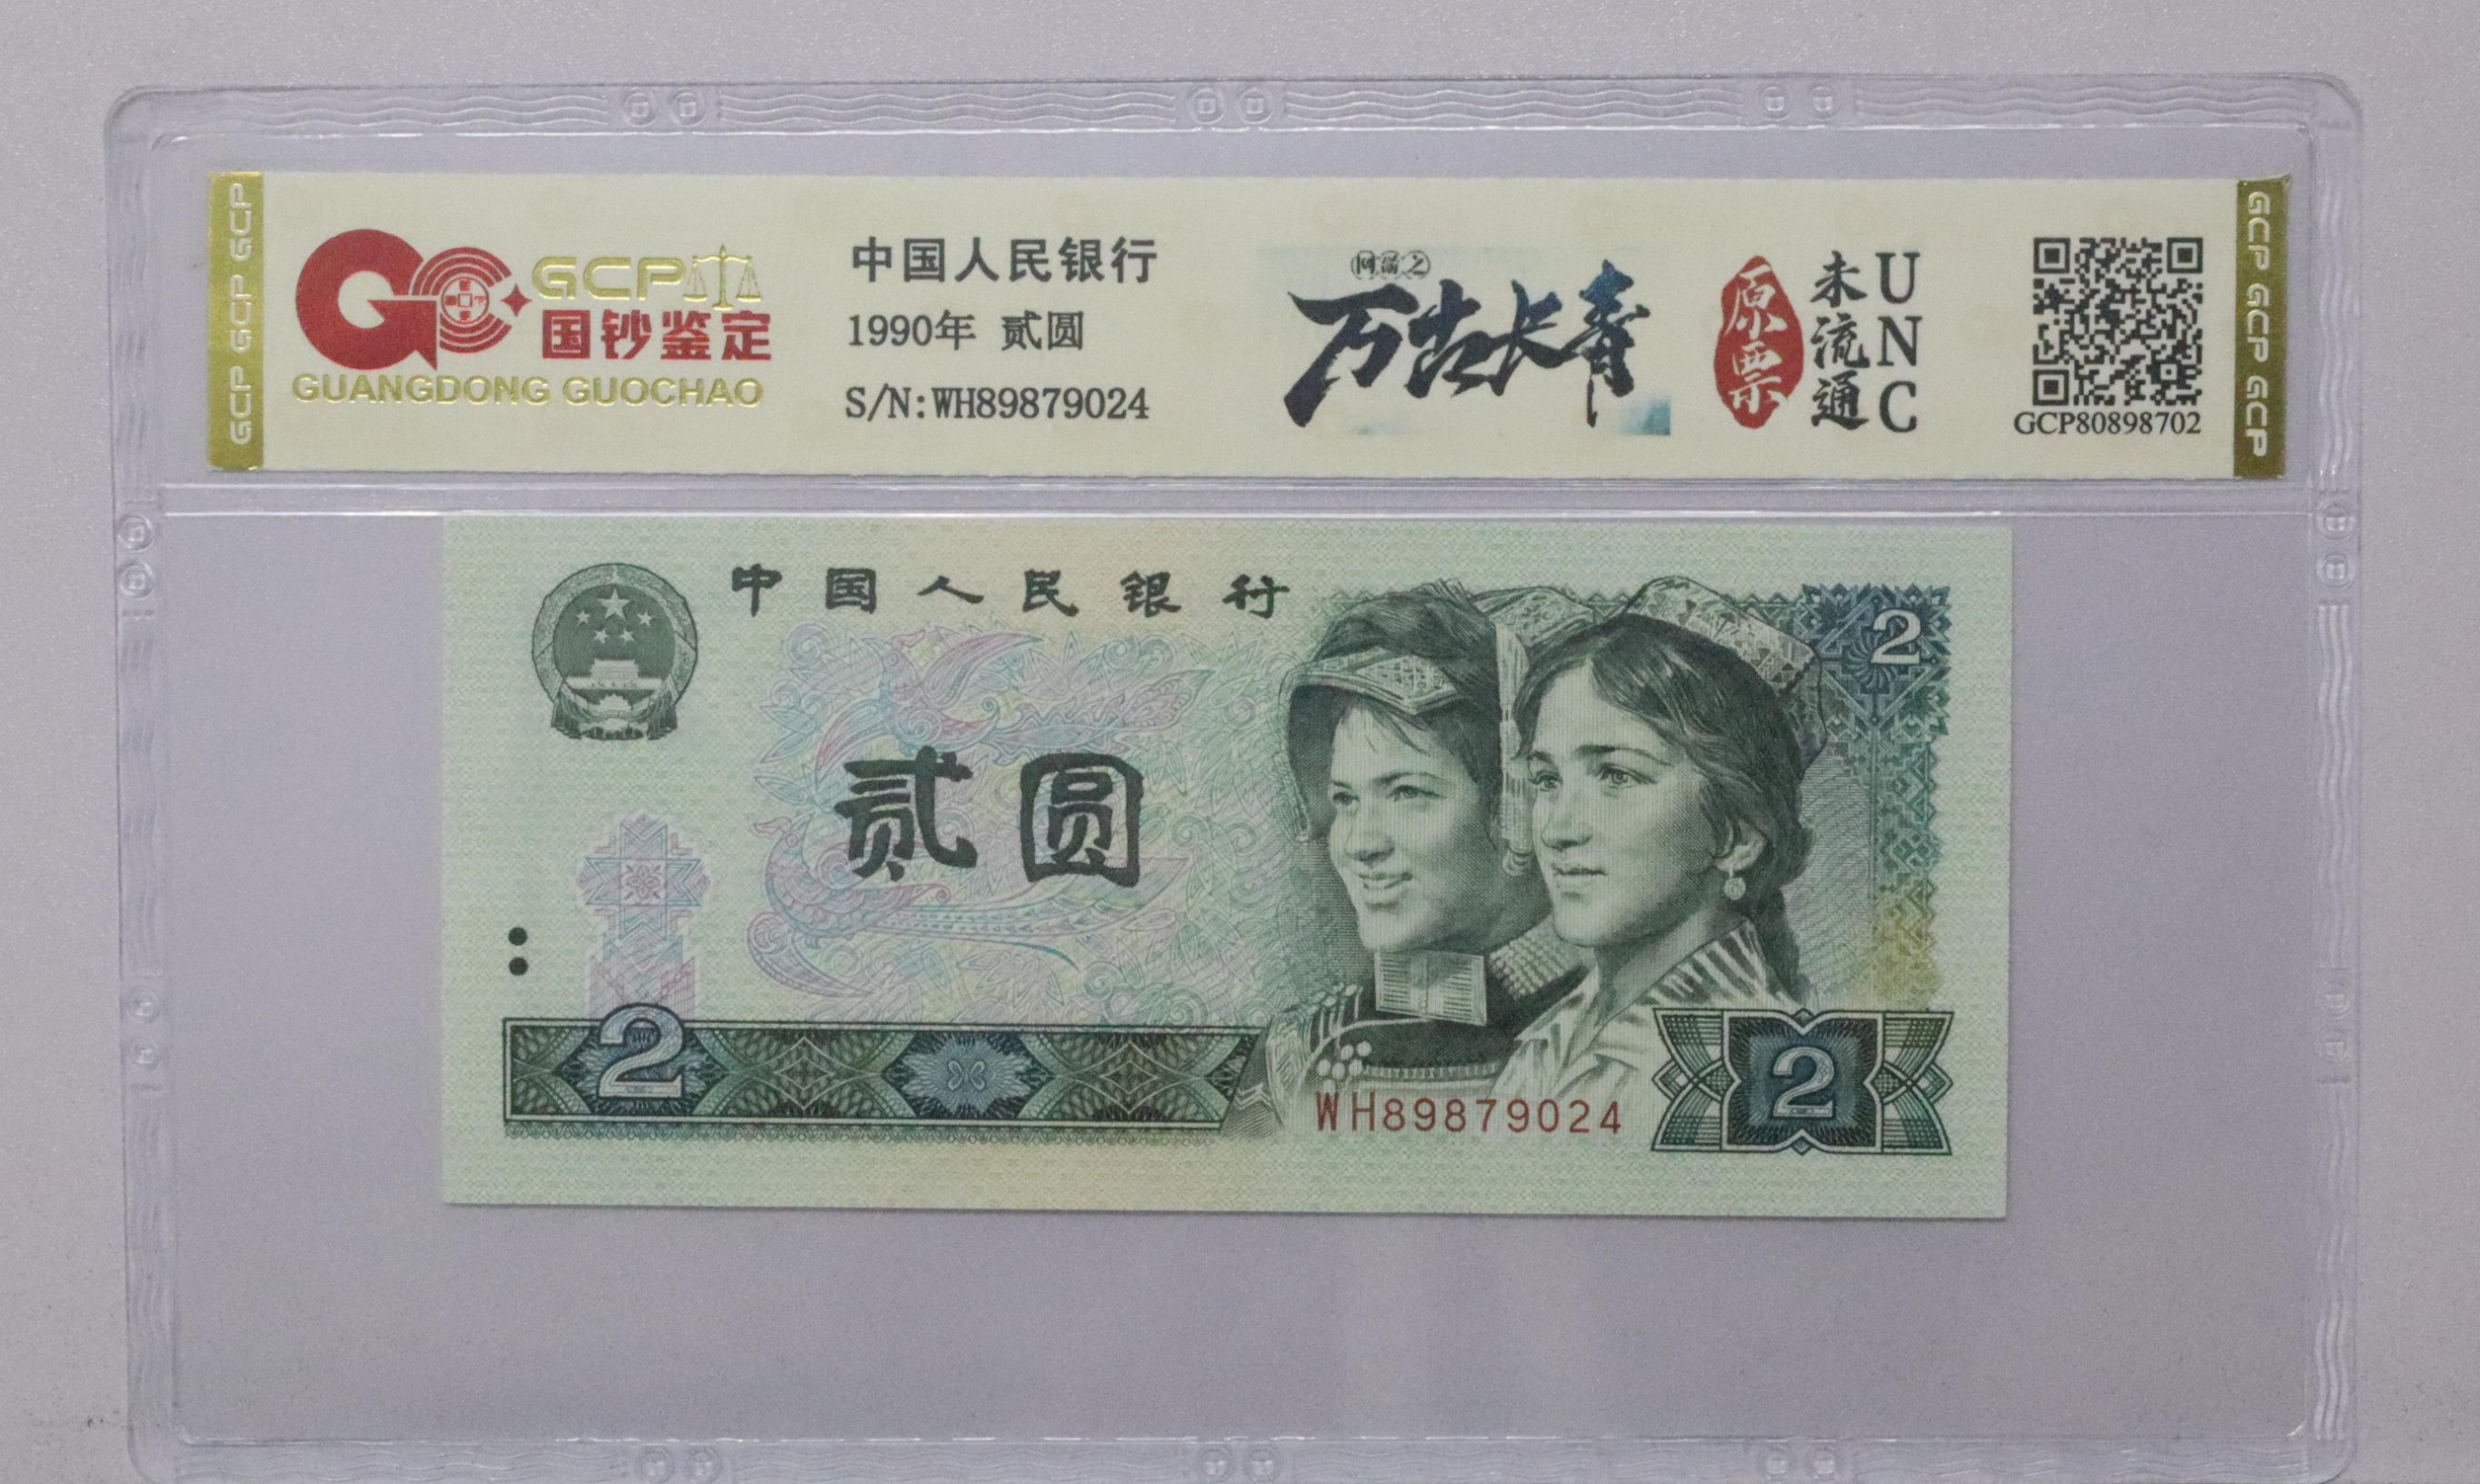 GCP GCP GCP
GCP
国钞鉴定
GUANGDONG GUOCHAO
中国人民银行
1990年 贰圆
S/N:WH89879024
万古长青
原票
未流通
UNC
GCP80898702
GCP GCP GCP
中国人民银行
2
贰圆
2
WH89879024
2